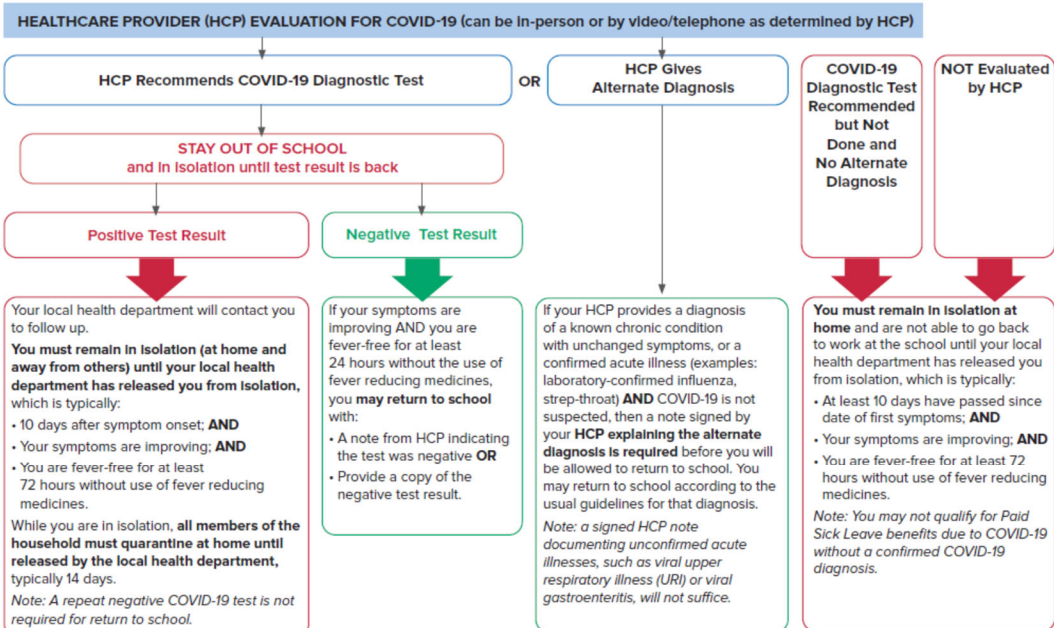 HEALTHCARE PROVIDER (HCP) EVALUATION FOR COVID-19 (can be in-person or by video/telephone as determined by HCP)
HCP Recommends COVID-19 Diagnostic Test
OR
HCP Gives
Alternate Diagnosis
COVID-19
Diagnostic Test
Recommended
but Not
Done and
No Alternate
Diagnosis
NOT Evaluated
by HCP
STAY OUT OF SCHOOL
and in isolation until test result is back
Positive Test Result
Negative Test Result
Your local health department will contact you
to follow up.
You must remain in isolation (at home and
away from others) until your local health
department has released you from isolation,
which is typically:
• 10 days after symptom onset; AND
• Your symptoms are improving; AND
• You are fever-free for at least
72 hours without use of fever reducing
medicines.
While you are in isolation, all members of the
household must quarantine at home until
released by the local health department,
typically 14 days.
Note: A repeat negative COVID-19 test is not
required for return to school.
If your symptoms are
improving AND you are
fever-free for at least
24 hours without the use of
fever reducing medicines,
you may return to school
with:
• A note from HCP indicating
the test was negative OR
• Provide a copy of the
negative test result.
If your HCP provides a diagnosis
of a known chronic condition
with unchanged symptoms, or a
confirmed acute illness (examples:
laboratory-confirmed influenza,
strep-throat) AND COVID-19 is not
suspected, then a note signed by
your HCP explaining the alternate
diagnosis is required before you will
be allowed to return to school. You
may return to school according to the
usual guidelines for that diagnosis.
Note: a signed HCP note
documenting unconfirmed acute
illnesses, such as viral upper
respiratory illness (URI) or viral
gastroenteritis, will not suffice.
You must remain in isolation at
home and are not able to go back
to work at the school until your local
health department has released you
from isolation, which is typically:
• At least 10 days have passed since
date of first symptoms; AND
• Your symptoms are improving; AND
• You are fever-free for at least 72
hours without use of fever reducing
medicines.
Note: You may not qualify for Paid
Sick Leave benefits due to COVID-19
without a confirmed COVID-19
diagnosis.